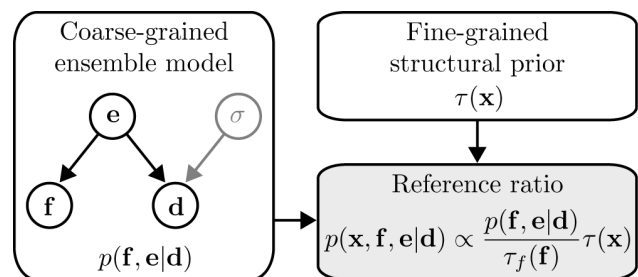 Coarse-grained
ensemble model
e
σ
f
d
p(f, e|d)
Fine-grained
structural prior
τ(x)
Reference ratio
p(x, f, e|d) ∝ p(f, e|d) / τ_f(f) τ(x)